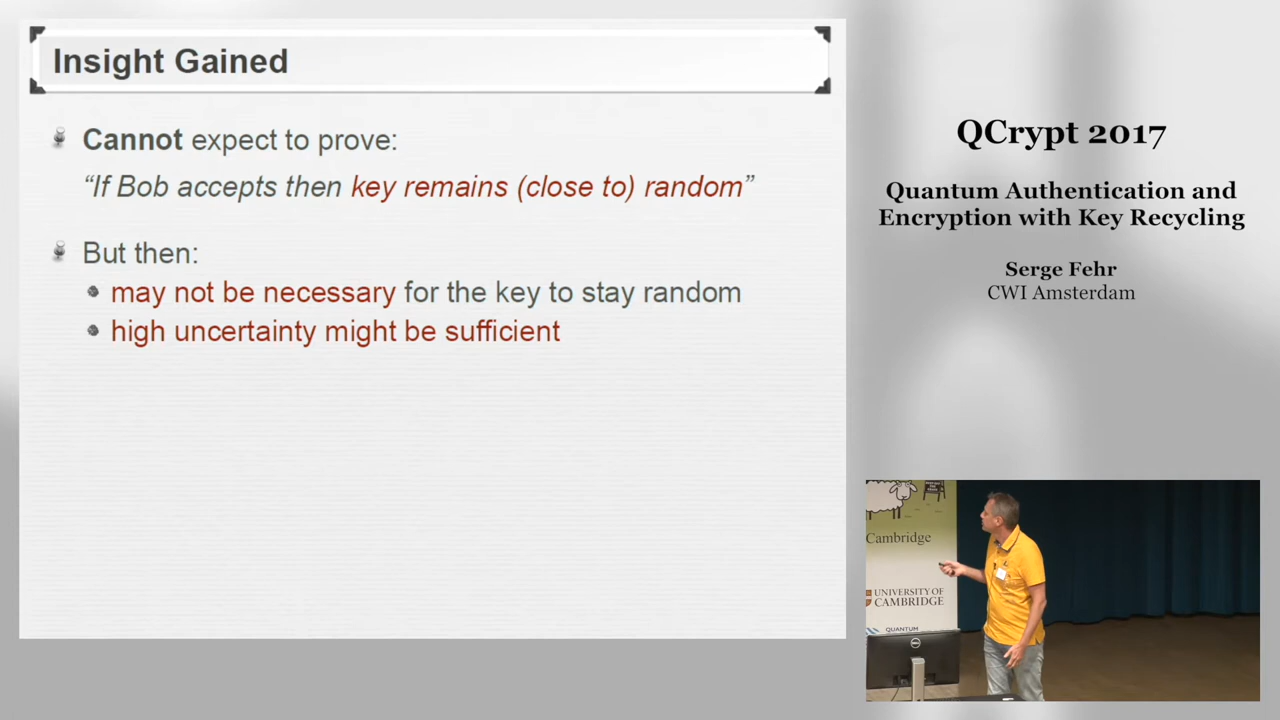 Insight Gained
Cannot expect to prove:
“If Bob accepts then key remains (close to) random”
But then:
may not be necessary for the key to stay random
high uncertainty might be sufficient
QCrypt 2017
Quantum Authentication and
Encryption with Key Recycling
Serge Fehr
CWI Amsterdam
Cambridge
UNIVERSITY OF
CAMBRIDGE
QUANTUM
DELL